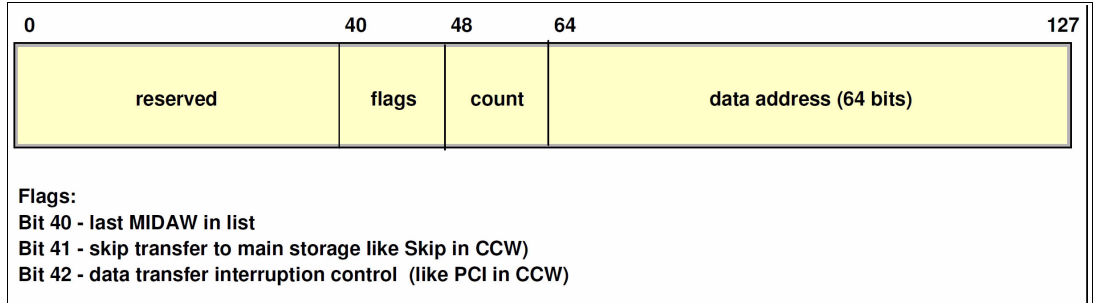 0 40 48 64 127
reserved flags count data address (64 bits)
Flags:
Bit 40 - last MIDAW in list
Bit 41 - skip transfer to main storage like Skip in CCW)
Bit 42 - data transfer interruption control (like PCI in CCW)